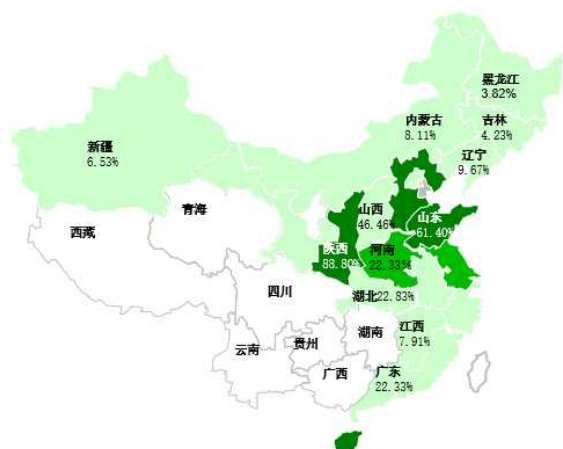 黑龙江
3.82%
内蒙古
8.11%
吉林
4.23%
新疆
6.53%
辽宁
9.67%
青海
山西
46.46%
山东
61.40%
西藏
陕西
88.80%
河南
22.33%
四川
湖北22.83%
江西
7.91%
湖南
贵州
云南
广西
广东
22.33%